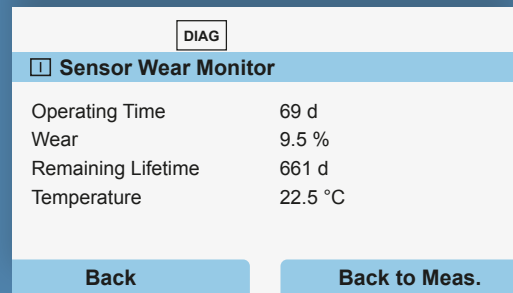 DIAG
Sensor Wear Monitor
Operating Time 69 d
Wear 9.5 %
Remaining Lifetime 661 d
Temperature 22.5 °C
Back Back to Meas.